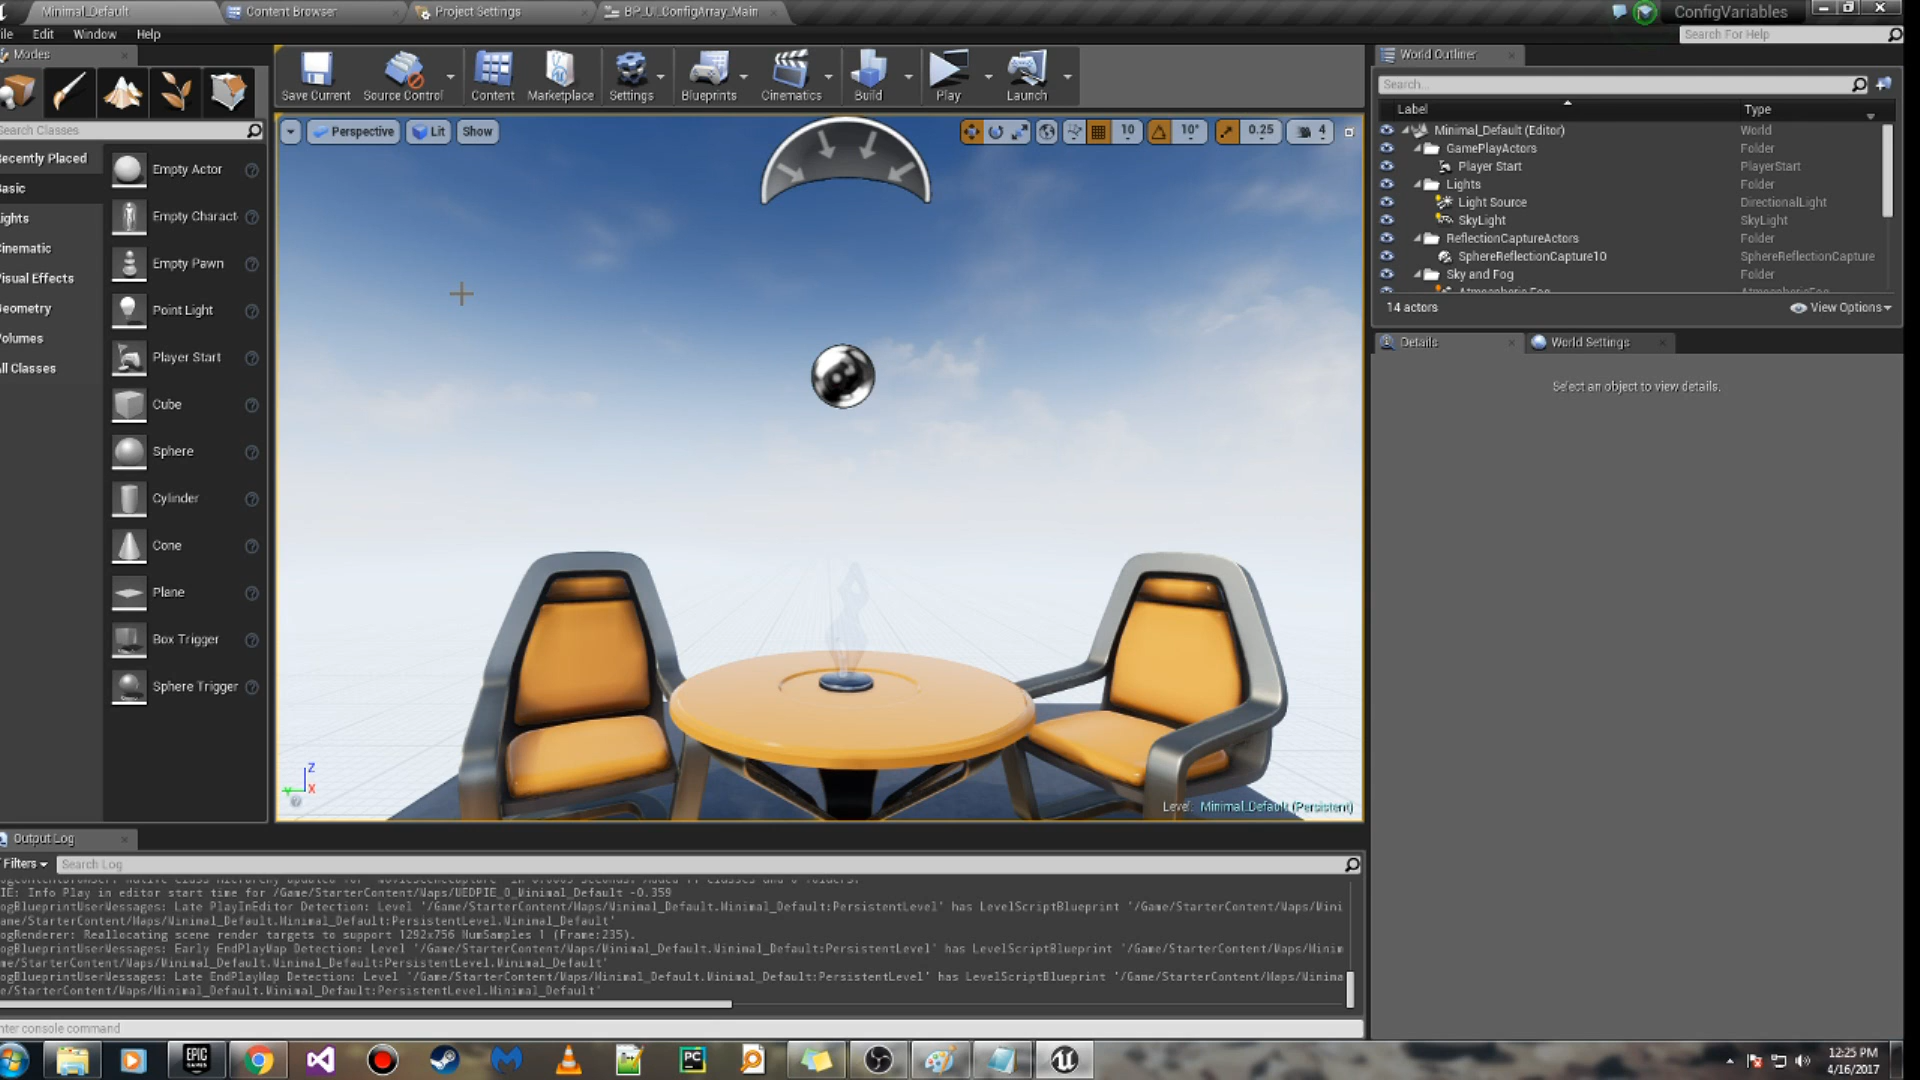 Minimal_Default
Content Browser
Project Settings
BP_UI_ConfigArray_Main
ConfigVariables
ile Edit Window Help
Search For Help
Modes
Save Current
Source Control
Content
Marketplace
Settings
Blueprints
Cinematics
Build
Play
Launch
Search Classes
ecently Placed
asic
ights
inematic
isual Effects
eometry
olumes
ll Classes
Empty Actor
Empty Charact
Empty Pawn
Point Light
Player Start
Cube
Sphere
Cylinder
Cone
Plane
Box Trigger
Sphere Trigger
Perspective
Lit
Show
10
10°
0.25
4
Z
X
Level: Minimal_Default (Persistent)
World Outliner
Search...
Label Type
Minimal_Default (Editor) World
GamePlayActors Folder
Player Start PlayerStart
Lights Folder
Light Source DirectionalLight
SkyLight SkyLight
ReflectionCaptureActors Folder
SphereReflectionCapture10 SphereReflectionCapture
Sky and Fog Folder
Atmospheric Fog AtmosphericFog
14 actors
View Options
Details
World Settings
Select an object to view details.
Output Log
Filters
Search Log
IE: Info Play in editor start time for /Game/StarterContent/Maps/UEDPIE_0_Minimal_Default -0.359
ogBlueprintUserMessages: Late PlayInEditor Detection: Level '/Game/StarterContent/Maps/Minimal_Default.Minimal_Default:PersistentLevel' has LevelScriptBlueprint '/Game/StarterContent/Maps/Mini
ame/StarterContent/Maps/Minimal_Default.Minimal_Default:PersistentLevel.Minimal_Default'
ogRenderer: Reallocating scene render targets to support 1292x756 NumSamples 1 (Frame:235).
ogBlueprintUserMessages: Early EndPlayMap Detection: Level '/Game/StarterContent/Maps/Minimal_Default.Minimal_Default:PersistentLevel' has LevelScriptBlueprint '/Game/StarterContent/Maps/Minim
ame/StarterContent/Maps/Minimal_Default.Minimal_Default:PersistentLevel.Minimal_Default'
ogBlueprintUserMessages: Late EndPlayMap Detection: Level '/Game/StarterContent/Maps/Minimal_Default.Minimal_Default:PersistentLevel' has LevelScriptBlueprint '/Game/StarterContent/Maps/Minima
e/StarterContent/Maps/Minimal_Default.Minimal_Default:PersistentLevel.Minimal_Default'
nter console command
EPIC
GAMES
PC
12:25 PM
4/16/2017